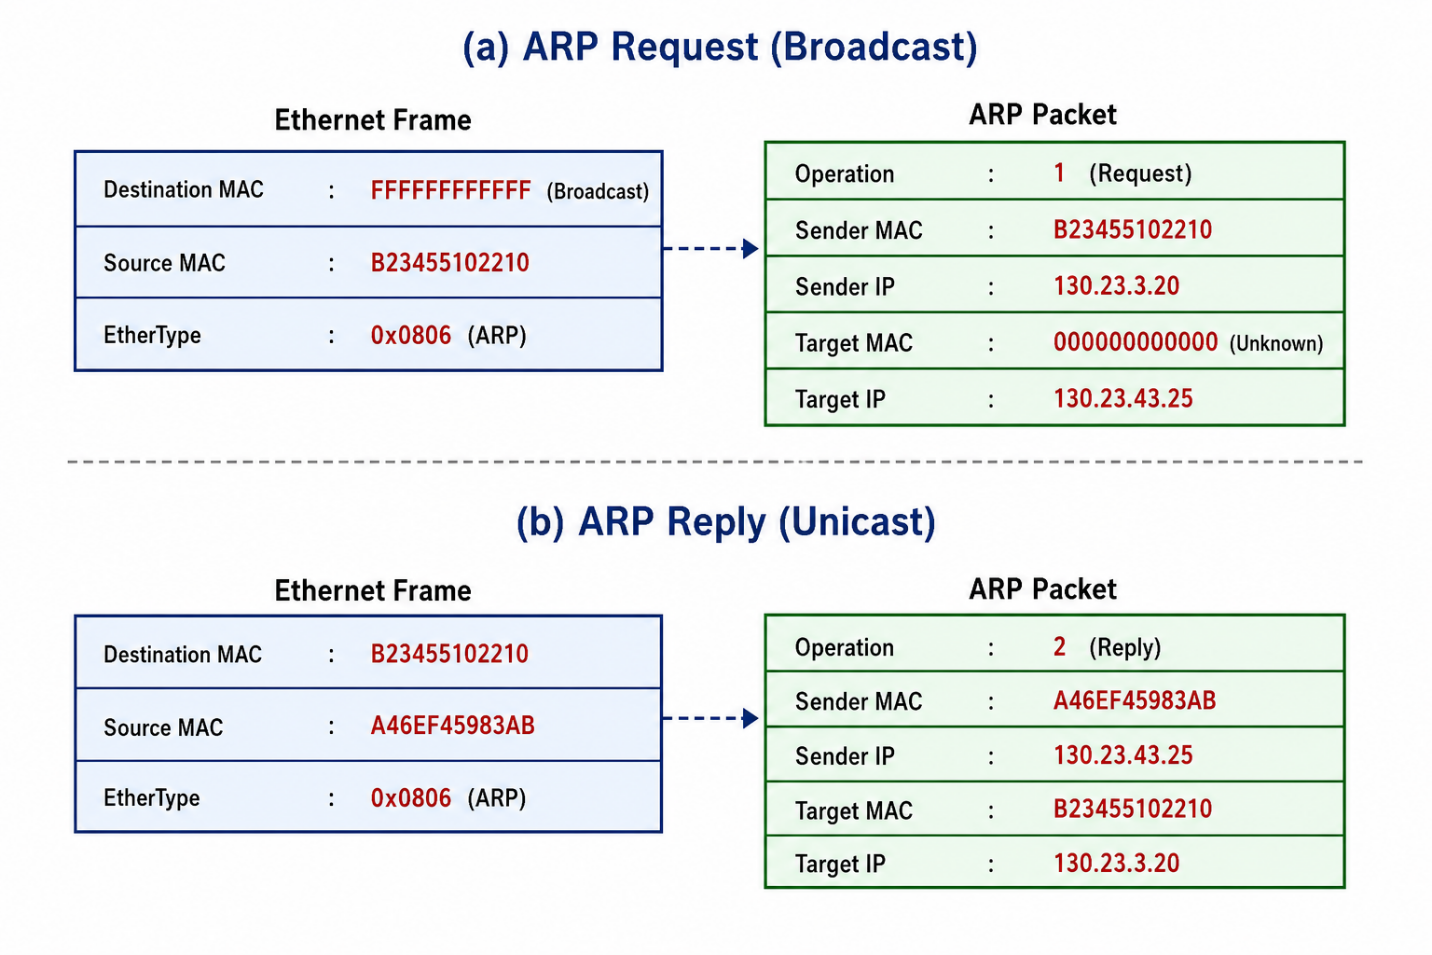 (a) ARP Request (Broadcast)
Ethernet Frame
Destination MAC : FFFFFFFFFFFF (Broadcast)
Source MAC : B23455102210
EtherType : 0x0806 (ARP)
ARP Packet
Operation : 1 (Request)
Sender MAC : B23455102210
Sender IP : 130.23.3.20
Target MAC : 000000000000 (Unknown)
Target IP : 130.23.43.25
(b) ARP Reply (Unicast)
Ethernet Frame
Destination MAC : B23455102210
Source MAC : A46EF45983AB
EtherType : 0x0806 (ARP)
ARP Packet
Operation : 2 (Reply)
Sender MAC : A46EF45983AB
Sender IP : 130.23.43.25
Target MAC : B23455102210
Target IP : 130.23.3.20